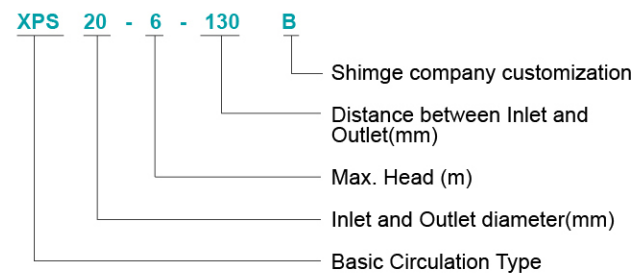 XPS 20 - 6 - 130 B
Shimge company customization
Distance between Inlet and
Outlet(mm)
Max. Head (m)
Inlet and Outlet diameter(mm)
Basic Circulation Type